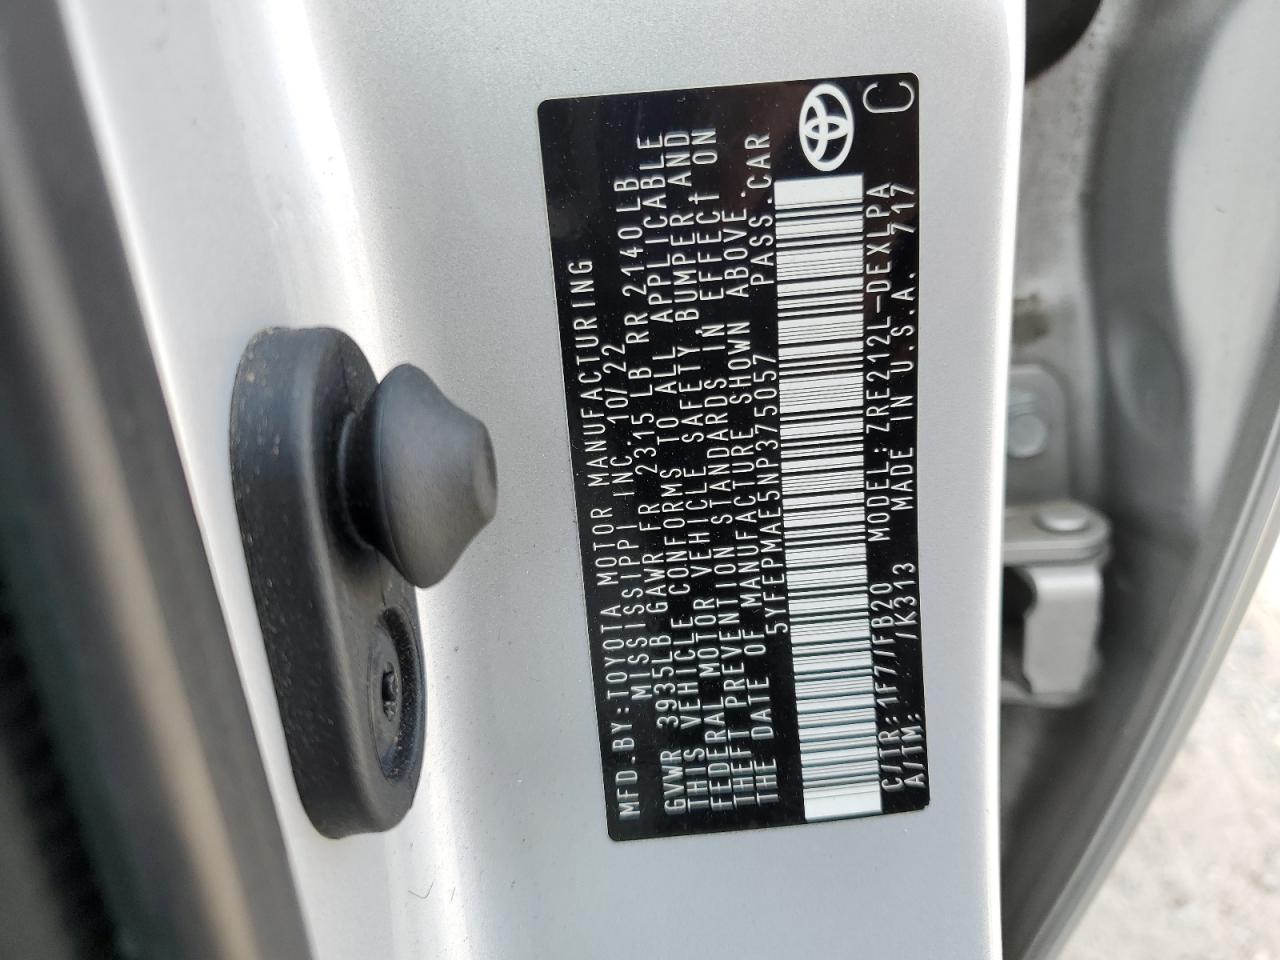 MFD.BY:TOYOTA MOTOR MANUFACTURING
MISSISSIPPI INC. 10/22
GVWR 3935LB GAWR FR 2315 LB RR 2140LB
THIS VEHICLE CONFORMS TO ALL APPLICABLE
FEDERAL MOTOR VEHICLE SAFETY, BUMPER, AND
THEFT PREVENTION STANDARDS IN EFFECT ON
THE DATE OF MANUFACTURE SHOWN ABOVE.
5YFEPMAE5NP375057 PASS.CAR
C/TR: 1F7/FB20 MODEL: ZRE212L-DEXLPA
A/TM: /K313 MADE IN U.S.A. 717
C